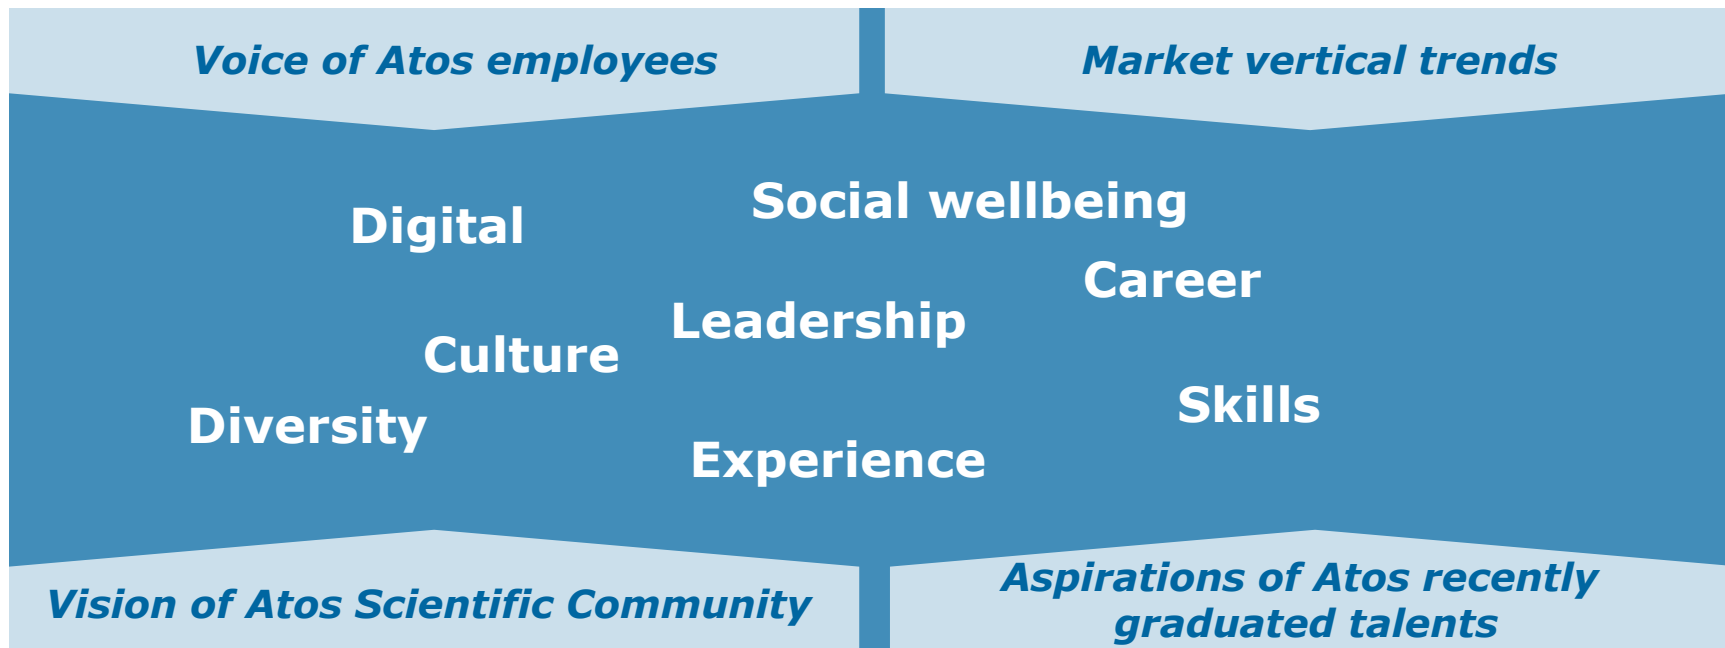 Voice of Atos employees
Market vertical trends
Social wellbeing
Digital
Career
Leadership
Culture
Skills
Diversity
Experience
Vision of Atos Scientific Community
Aspirations of Atos recently
graduated talents